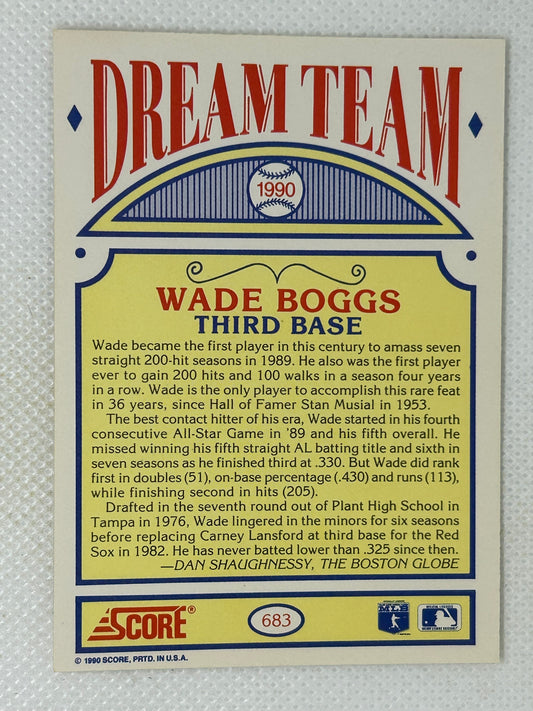 DREAM TEAM
1990
WADE BOGGS
THIRD BASE
Wade became the first player in this century to amass seven
straight 200-hit seasons in 1989. He also was the first player
ever to gain 200 hits and 100 walks in a season four years
in a row. Wade is the only player to accomplish this rare feat
in 36 years, since Hall of Famer Stan Musial in 1953.
The best contact hitter of his era, Wade started in his fourth
consecutive All-Star Game in '89 and his fifth overall. He
missed winning his fifth straight AL batting title and sixth in
seven seasons as he finished third at .330. But Wade did rank
first in doubles (51), on-base percentage (.430) and runs (113),
while finishing second in hits (205).
Drafted in the seventh round out of Plant High School in
Tampa in 1976, Wade lingered in the minors for six seasons
before replacing Carney Lansford at third base for the Red
Sox in 1982. He has never batted lower than .325 since then.
—DAN SHAUGHNESSY, THE BOSTON GLOBE
SCORE®
683
© 1990 SCORE, PRTD. IN U.S.A.